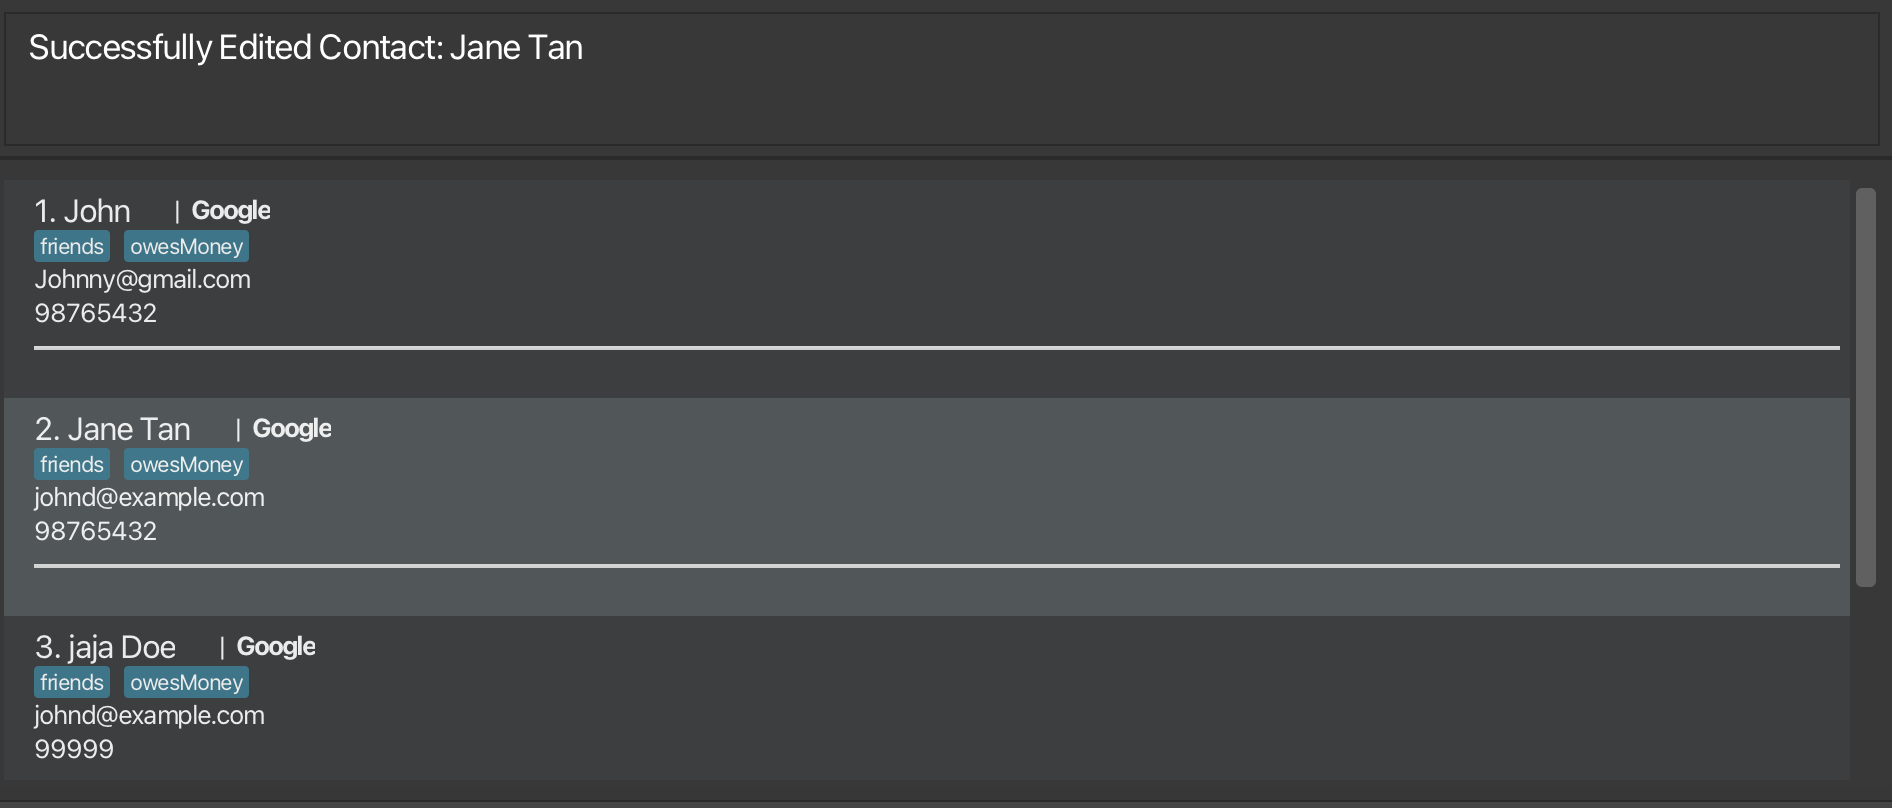 Successfully Edited Contact: Jane Tan
1. John | Google
friends owesMoney
Johnny@gmail.com
98765432
2. Jane Tan | Google
friends owesMoney
johnd@example.com
98765432
3. jaja Doe | Google
friends owesMoney
johnd@example.com
99999